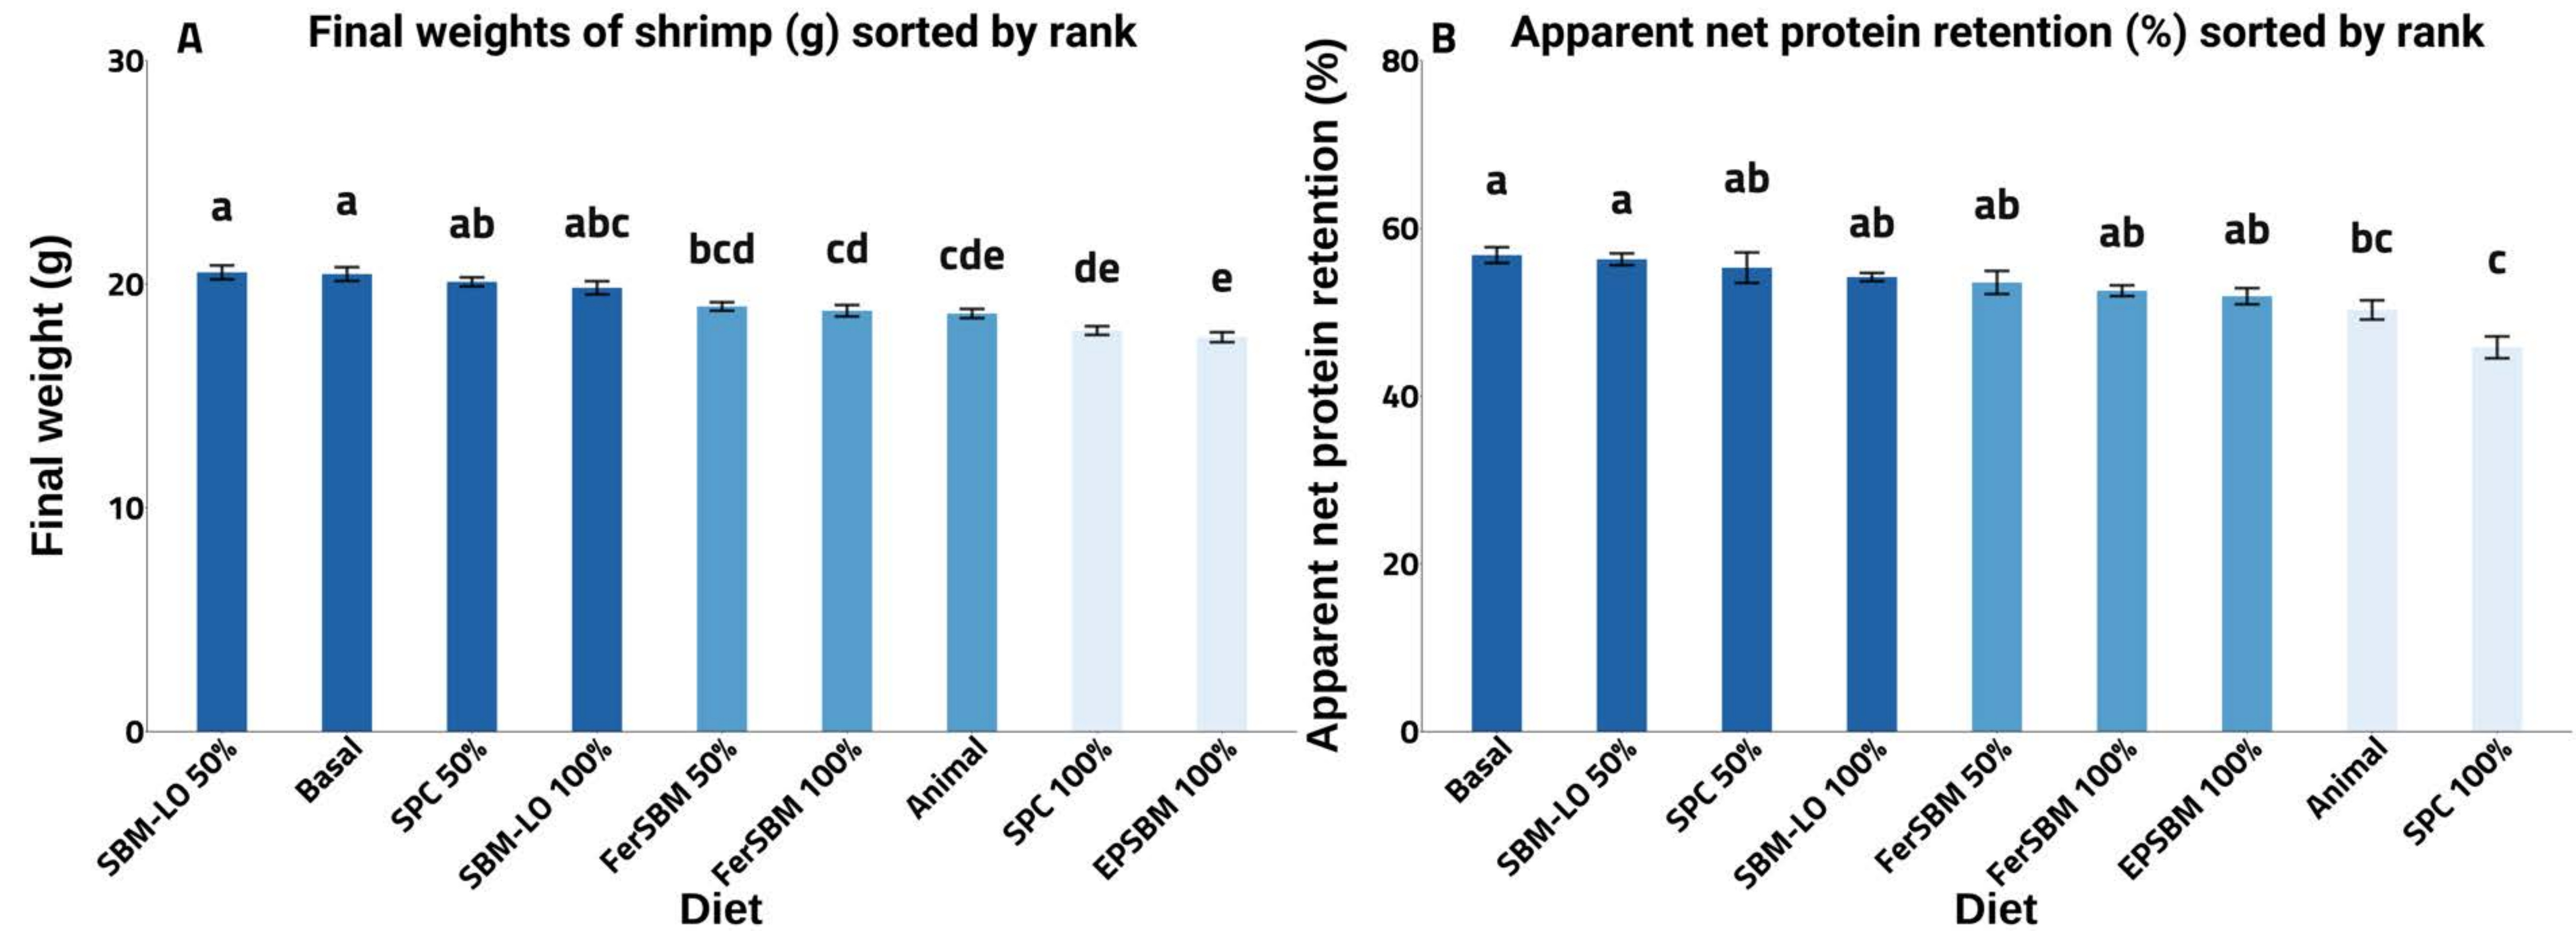 A Final weights of shrimp (g) sorted by rank
Final weight (g)
30
20
10
0
a
a
ab
abc
bcd
cd
cde
de
e
SBM-LO 50%
Basal
SPC 50%
SBM-LO 100%
FerSBM 50%
FerSBM 100%
Animal
SPC 100%
EPSBM 100%
Diet
B Apparent net protein retention (%) sorted by rank
Apparent net protein retention (%)
80
60
40
20
0
a
a
ab
ab
ab
ab
ab
bc
c
Basal
SBM-LO 50%
SPC 50%
SBM-LO 100%
FerSBM 50%
FerSBM 100%
EPSBM 100%
Animal
SPC 100%
Diet